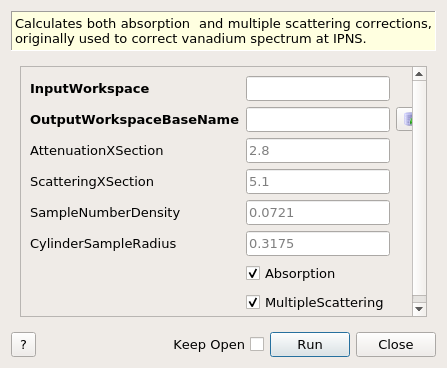 Calculates both absorption  and multiple scattering corrections,
originally used to correct vanadium spectrum at IPNS.
InputWorkspace
OutputWorkspaceBaseName
AttenuationXSection 2.8
ScatteringXSection 5.1
SampleNumberDensity 0.0721
CylinderSampleRadius 0.3175
Absorption
MultipleScattering
? Keep Open Run Close